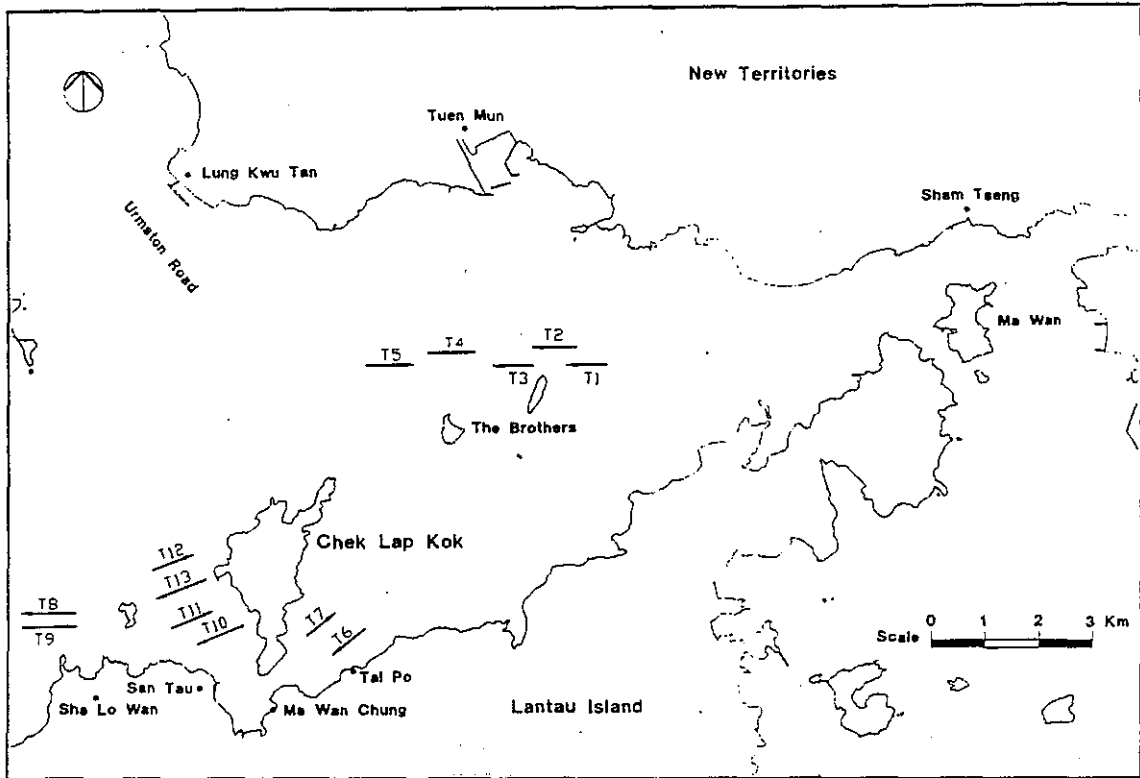 New Territories
Tuen Mun
Lung Kwu Tan
Sham Tseng
Urmston Road
Ma Wan
T2
T4
T5
T3
T1
The Brothers
Chek Lap Kok
T12
T13
T8
T11
T7
T10
T6
T9
0 1 2 3 Km
Scale
Tai Po
San Tau
Sha Lo Wan
Ma Wan Chung
Lantau Island